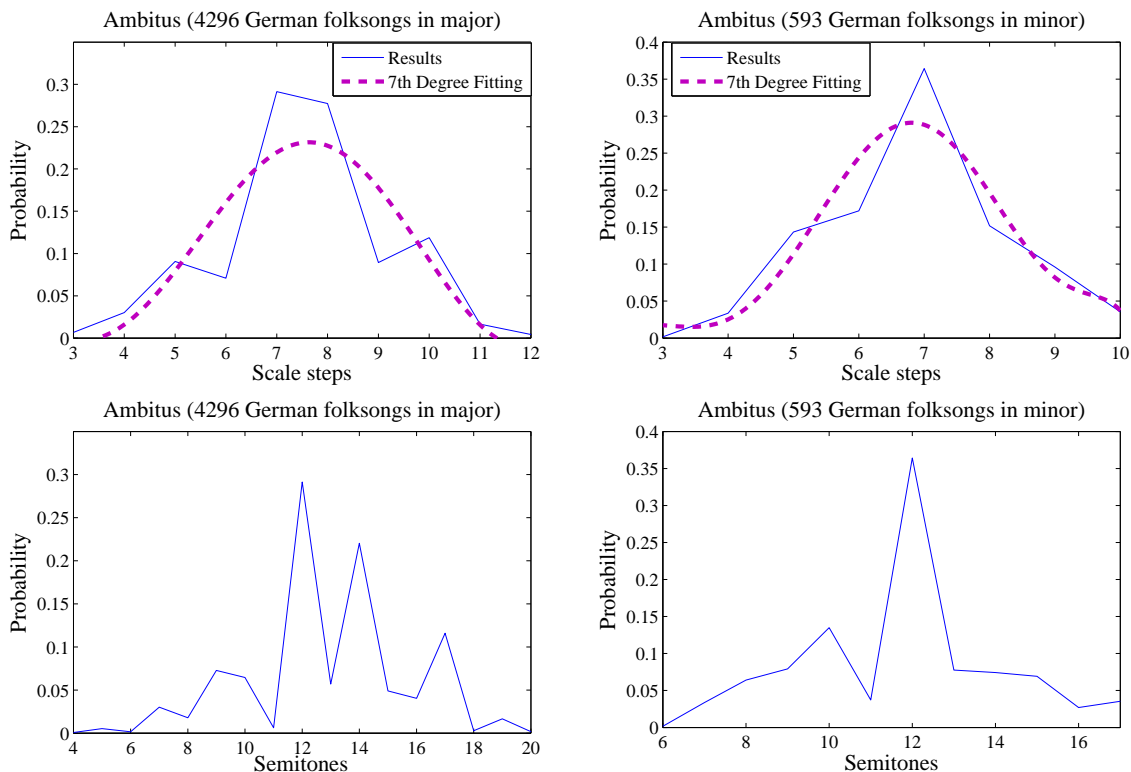 Ambitus (4296 German folksongs in major)
Results
7th Degree Fitting
0.3
0.25
0.2
0.15
0.1
0.05
0
Probability
3 4 5 6 7 8 9 10 11 12
Scale steps
Ambitus (593 German folksongs in minor)
Results
7th Degree Fitting
0.4
0.35
0.3
0.25
0.2
0.15
0.1
0.05
0
Probability
3 4 5 6 7 8 9 10
Scale steps
Ambitus (4296 German folksongs in major)
0.3
0.25
0.2
0.15
0.1
0.05
0
Probability
4 6 8 10 12 14 16 18 20
Semitones
Ambitus (593 German folksongs in minor)
0.4
0.35
0.3
0.25
0.2
0.15
0.1
0.05
0
Probability
6 8 10 12 14 16
Semitones